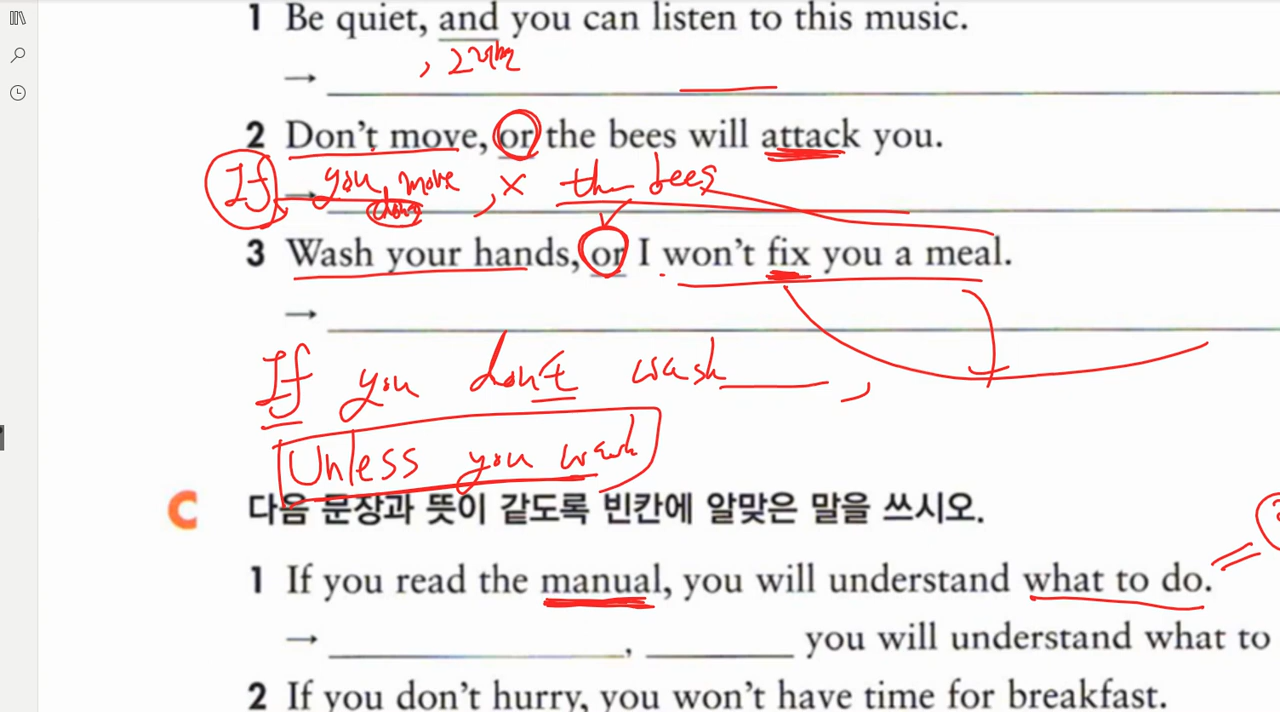 1 Be quiet, and you can listen to this music.
→
2 Don't move, or the bees will attack you.
If → you move , × the bees
3 Wash your hands, or I won't fix you a meal.
→
If you don't wash ,
Unless you wash
C 다음 문장과 뜻이 같도록 빈칸에 알맞은 말을 쓰시오.
1 If you read the manual, you will understand what to do. =
→ , you will understand what to
2 If you don't hurry, you won't have time for breakfast.